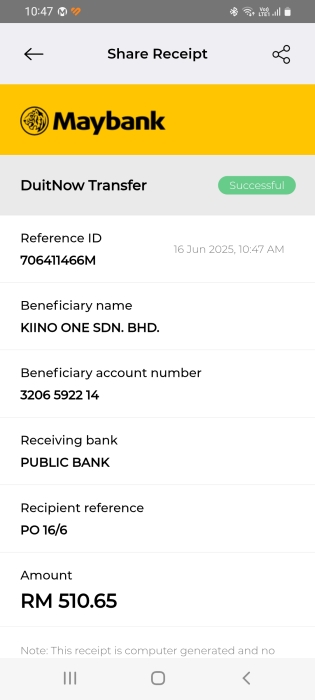 10:47
Share Receipt
Maybank
DuitNow Transfer
Successful
Reference ID
706411466M
16 Jun 2025, 10:47 AM
Beneficiary name
KIINO ONE SDN. BHD.
Beneficiary account number
3206 5922 14
Receiving bank
PUBLIC BANK
Recipient reference
PO 16/6
Amount
RM 510.65
Note: This receipt is computer generated and no